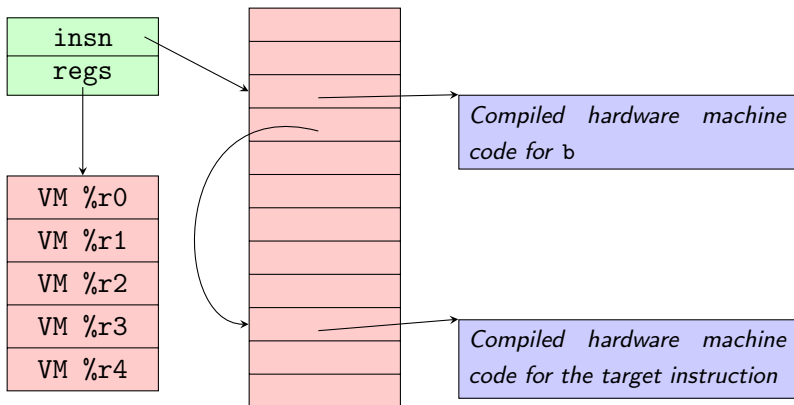 insn
regs
VM %r0
VM %r1
VM %r2
VM %r3
VM %r4
Compiled hardware machine
code for b
Compiled hardware machine
code for the target instruction